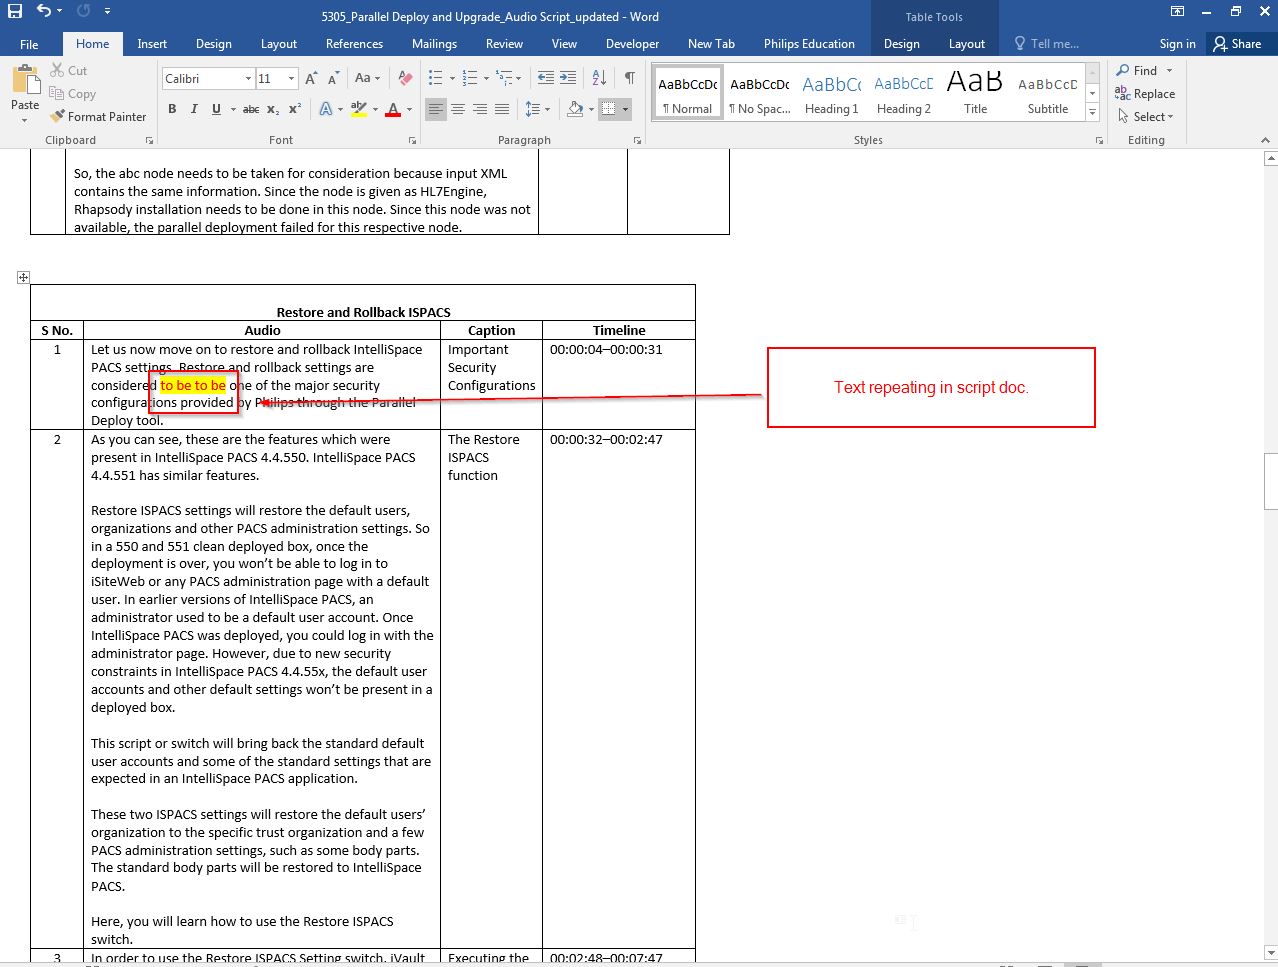 5305_Parallel Deploy and Upgrade_Audio Script_updated - Word
Table Tools
File Home Insert Design Layout References Mailings Review View Developer New Tab Philips Education Design Layout Tell me... Sign in Share
Paste
Cut
Copy
Format Painter
Clipboard
Calibri 11
Font
Paragraph
AaBbCcDc AaBbCcDc AaBbCc AaBbCcD AaB AaBbCcD
¶ Normal ¶ No Spac... Heading 1 Heading 2 Title Subtitle
Styles
Find
Replace
Select
Editing
So, the abc node needs to be taken for consideration because input XML
contains the same information. Since the node is given as HL7Engine,
Rhapsody installation needs to be done in this node. Since this node was not
available, the parallel deployment failed for this respective node.
Restore and Rollback ISPACS
S No. Audio Caption Timeline
1
Let us now move on to restore and rollback IntelliSpace
PACS settings. Restore and rollback settings are
considered to be to be one of the major security
configurations provided by Philips through the Parallel
Deploy tool.
Important
Security
Configurations
00:00:04–00:00:31
Text repeating in script doc.
2
As you can see, these are the features which were
present in IntelliSpace PACS 4.4.550. IntelliSpace PACS
4.4.551 has similar features.
Restore ISPACS settings will restore the default users,
organizations and other PACS administration settings. So
in a 550 and 551 clean deployed box, once the
deployment is over, you won’t be able to log in to
iSiteWeb or any PACS administration page with a default
user. In earlier versions of IntelliSpace PACS, an
administrator used to be a default user account. Once
IntelliSpace PACS was deployed, you could log in with the
administrator page. However, due to new security
constraints in IntelliSpace PACS 4.4.55x, the default user
accounts and other default settings won’t be present in a
deployed box.
This script or switch will bring back the standard default
user accounts and some of the standard settings that are
expected in an IntelliSpace PACS application.
These two ISPACS settings will restore the default users’
organization to the specific trust organization and a few
PACS administration settings, such as some body parts.
The standard body parts will be restored to IntelliSpace
PACS.
Here, you will learn how to use the Restore ISPACS
switch.
The Restore
ISPACS
function
00:00:32–00:02:47
3 In order to use the Restore ISPACS Setting switch, iVault Executing the 00:02:48–00:07:47